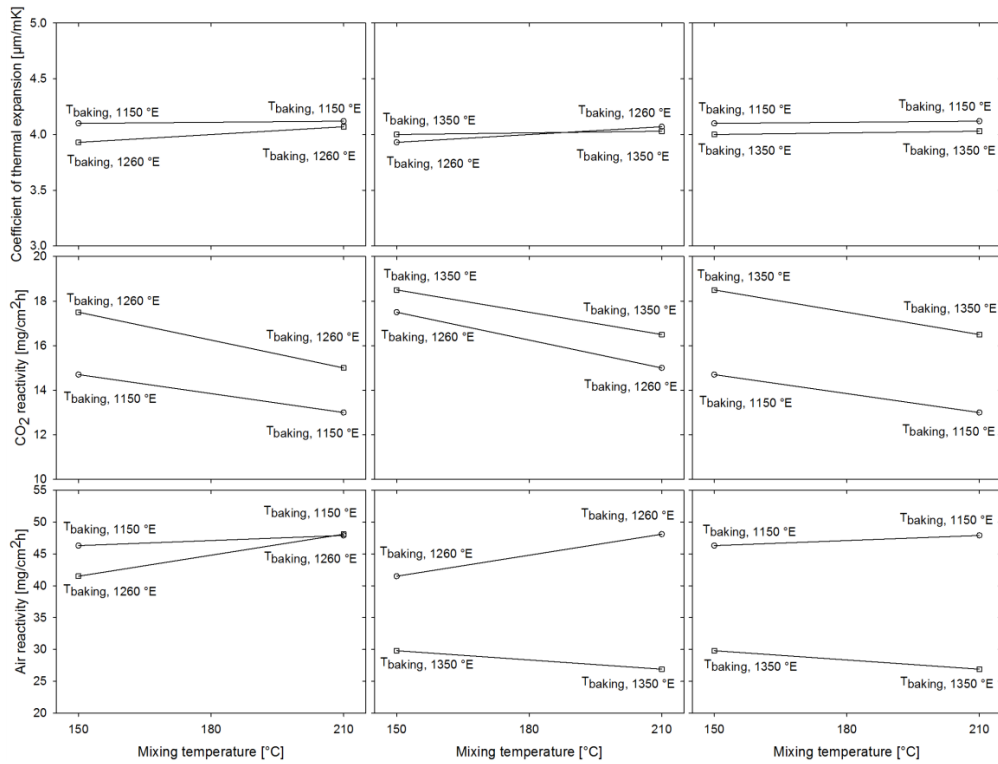 Coefficient of thermal expansion [µm/mK]
5.0
4.5
4.0
3.5
3.0
Tbaking, 1150 °E
Tbaking, 1150 °E
Tbaking, 1260 °E
Tbaking, 1260 °E
Tbaking, 1350 °E
Tbaking, 1260 °E
Tbaking, 1260 °E
Tbaking, 1350 °E
Tbaking, 1150 °E
Tbaking, 1150 °E
Tbaking, 1350 °E
Tbaking, 1350 °E
CO2 reactivity [mg/cm2h]
20
18
16
14
12
10
Tbaking, 1260 °E
Tbaking, 1260 °E
Tbaking, 1150 °E
Tbaking, 1150 °E
Tbaking, 1350 °E
Tbaking, 1350 °E
Tbaking, 1260 °E
Tbaking, 1260 °E
Tbaking, 1350 °E
Tbaking, 1350 °E
Tbaking, 1150 °E
Tbaking, 1150 °E
Air reactivity [mg/cm2h]
55
50
45
40
35
30
25
20
Tbaking, 1150 °E
Tbaking, 1150 °E
Tbaking, 1260 °E
Tbaking, 1260 °E
Tbaking, 1260 °E
Tbaking, 1260 °E
Tbaking, 1350 °E
Tbaking, 1350 °E
Tbaking, 1150 °E
Tbaking, 1150 °E
Tbaking, 1350 °E
Tbaking, 1350 °E
150 180 210 150 180 210 150 180 210
Mixing temperature [°C] Mixing temperature [°C] Mixing temperature [°C]